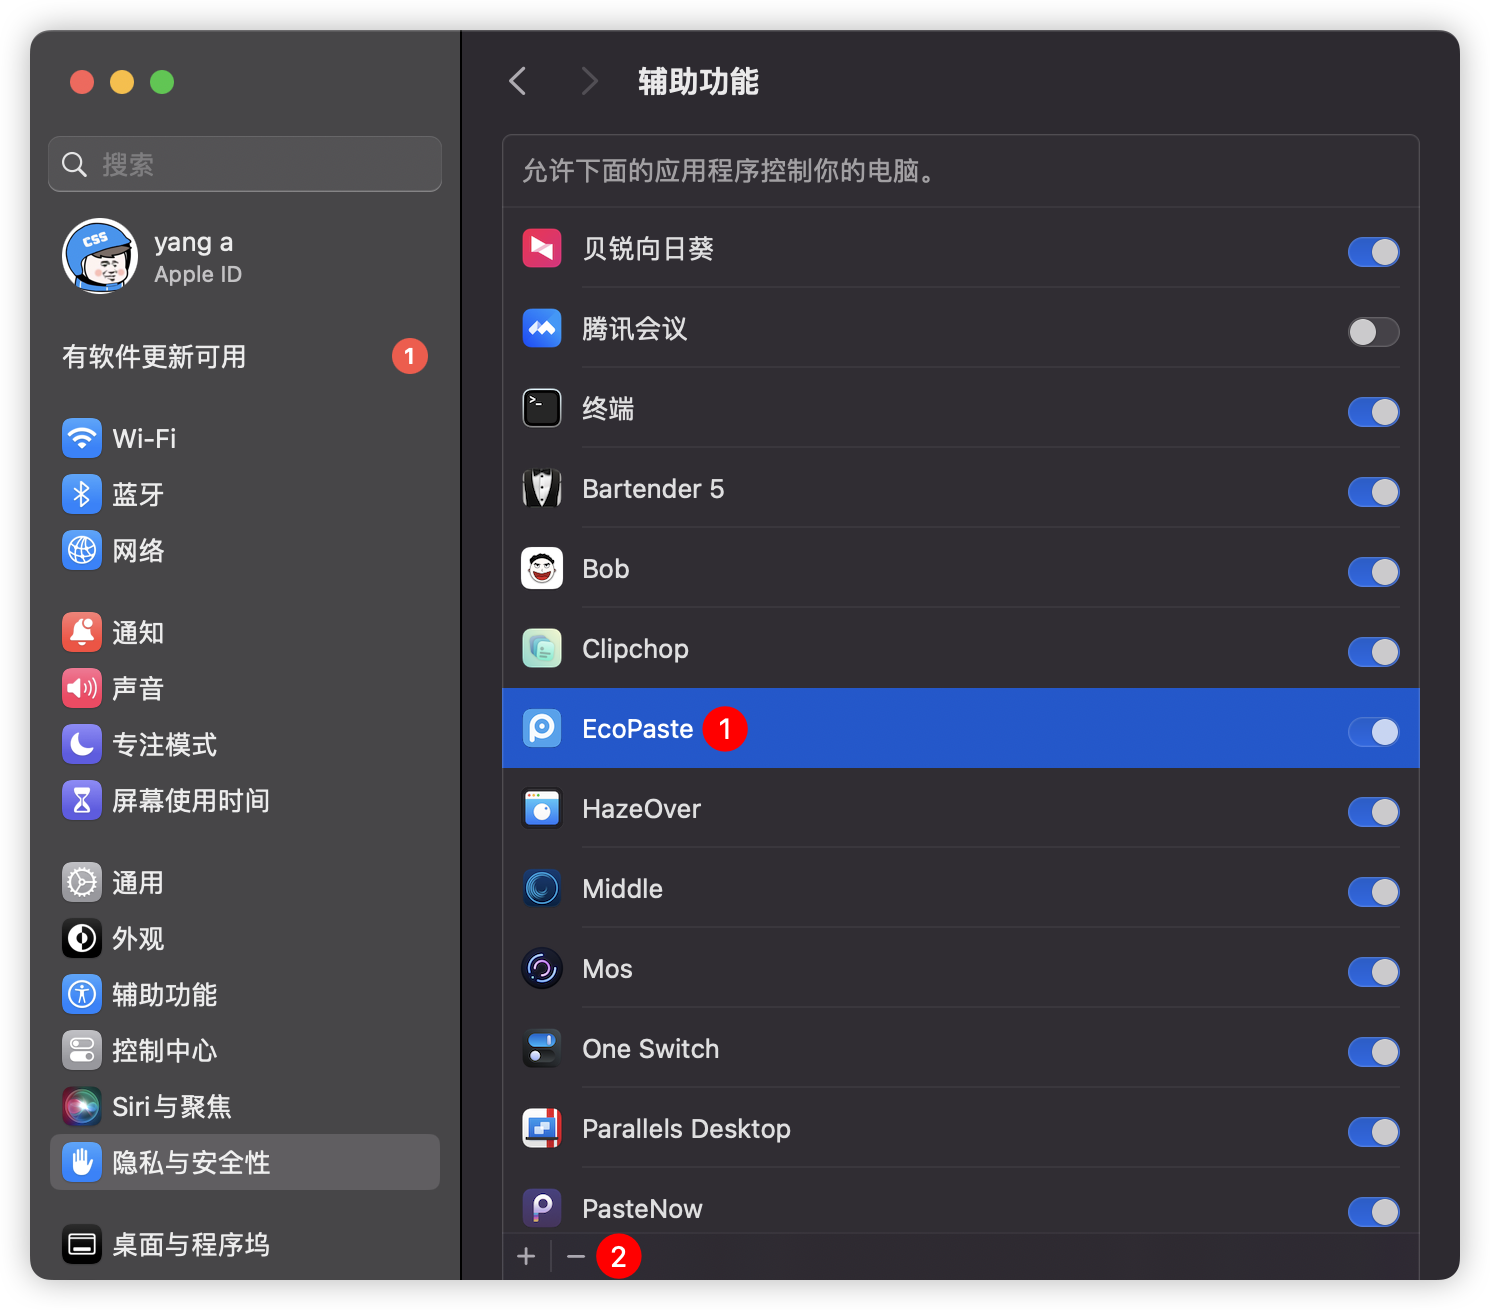 搜索
CSS
yang a
Apple ID
有软件更新可用
1
Wi-Fi
蓝牙
网络
通知
声音
专注模式
屏幕使用时间
通用
外观
辅助功能
控制中心
Siri与聚焦
隐私与安全性
桌面与程序坞
辅助功能
允许下面的应用程序控制你的电脑。
贝锐向日葵
腾讯会议
终端
Bartender 5
Bob
Clipchop
EcoPaste 1
HazeOver
Middle
Mos
One Switch
Parallels Desktop
PasteNow
+ − 2